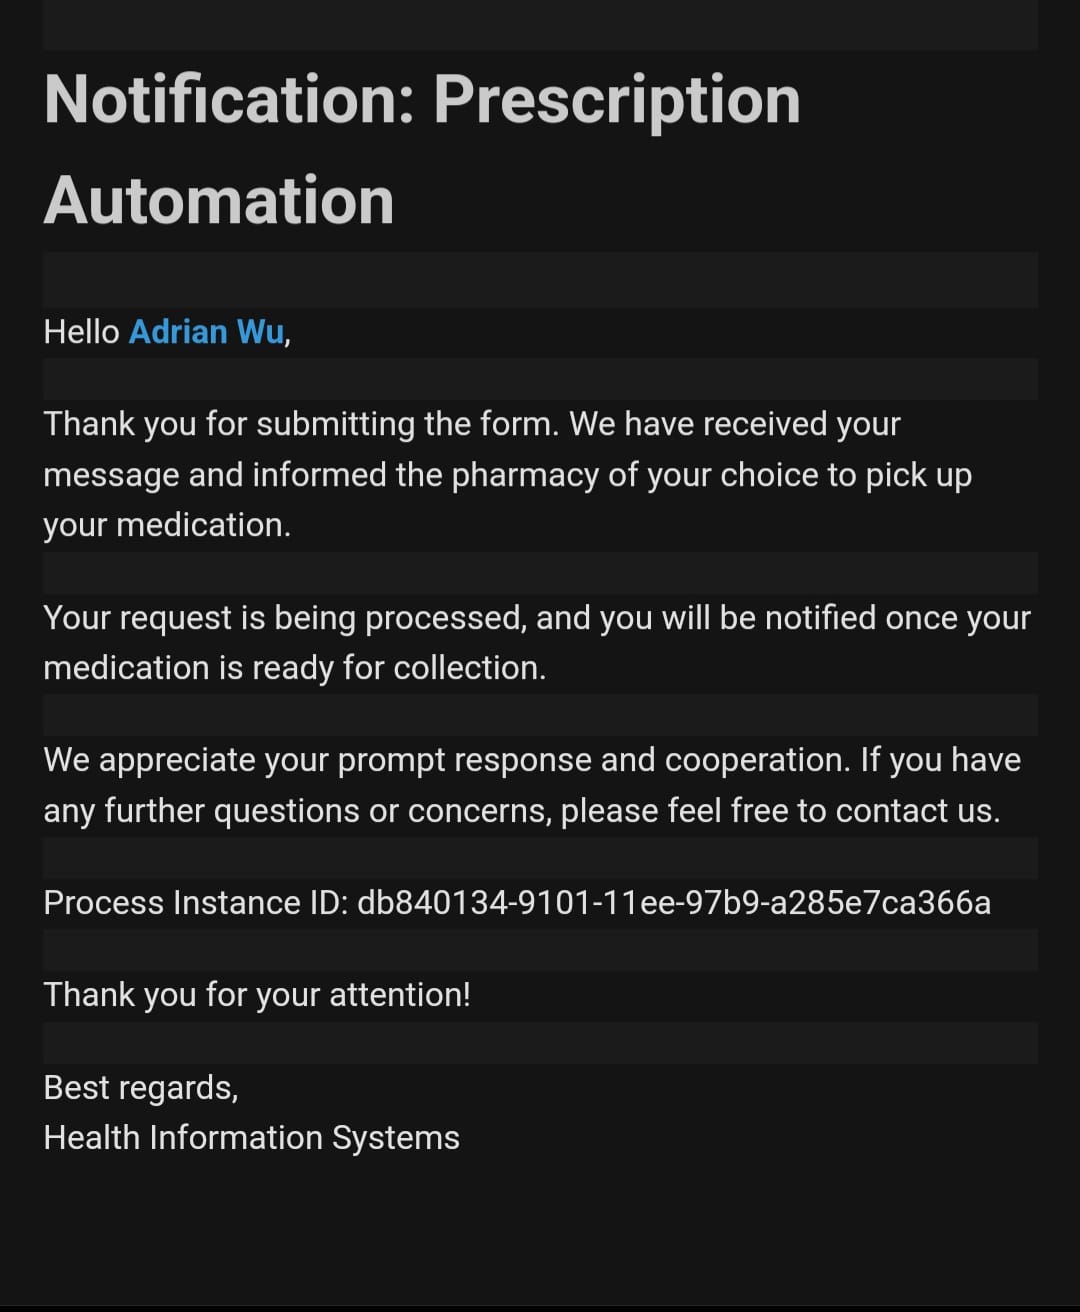 Notification: Prescription
Automation
Hello Adrian Wu,
Thank you for submitting the form. We have received your
message and informed the pharmacy of your choice to pick up
your medication.
Your request is being processed, and you will be notified once your
medication is ready for collection.
We appreciate your prompt response and cooperation. If you have
any further questions or concerns, please feel free to contact us.
Process Instance ID: db840134-9101-11ee-97b9-a285e7ca366a
Thank you for your attention!
Best regards,
Health Information Systems